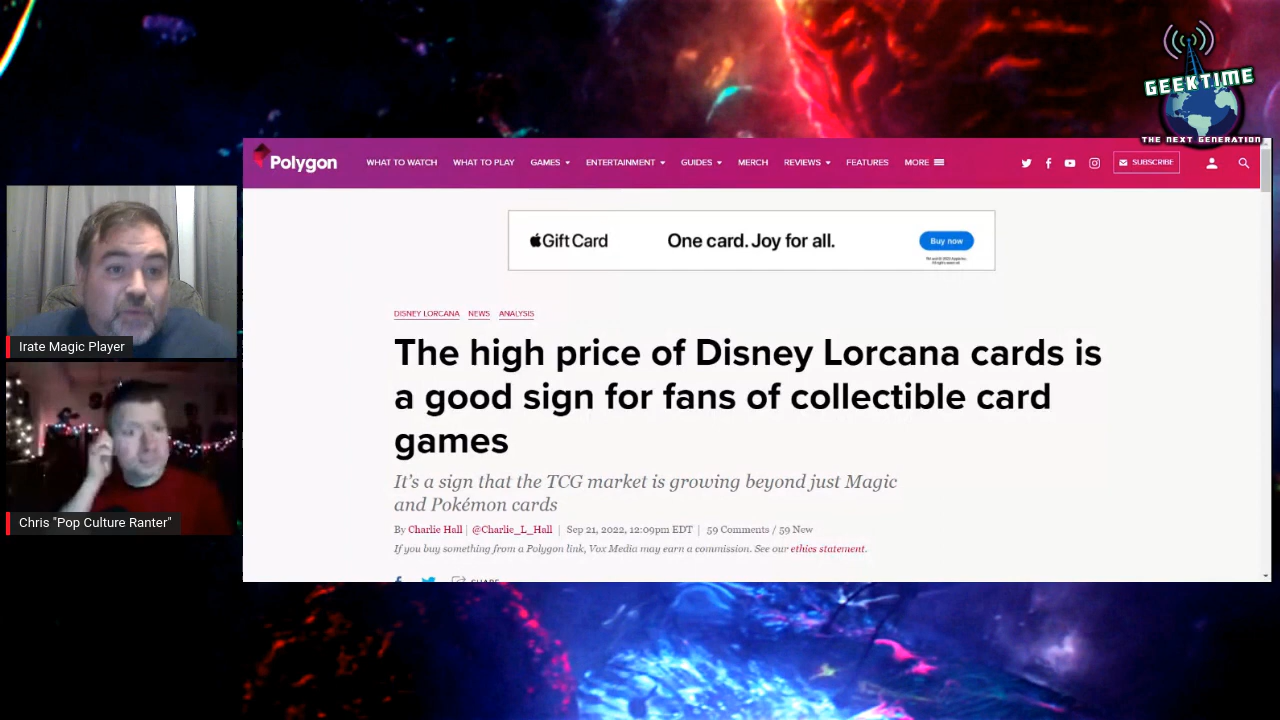 GEEKTIME
THE NEXT GENERATION
Polygon
WHAT TO WATCH WHAT TO PLAY GAMES ENTERTAINMENT GUIDES MERCH REVIEWS FEATURES MORE SUBSCRIBE
GiftCard One card. Joy for all. Buy now
DISNEY LORCANA NEWS ANALYSIS
The high price of Disney Lorcana cards is
a good sign for fans of collectible card
games
It's a sign that the TCG market is growing beyond just Magic
and Pokémon cards
By Charlie Hall | @Charlie_L_Hall | Sep 21, 2022, 12:09pm EDT | 59 Comments / 59 New
If you buy something from a Polygon link, Vox Media may earn a commission. See our ethics statement.
SHARE
Irate Magic Player
Chris "Pop Culture Ranter"